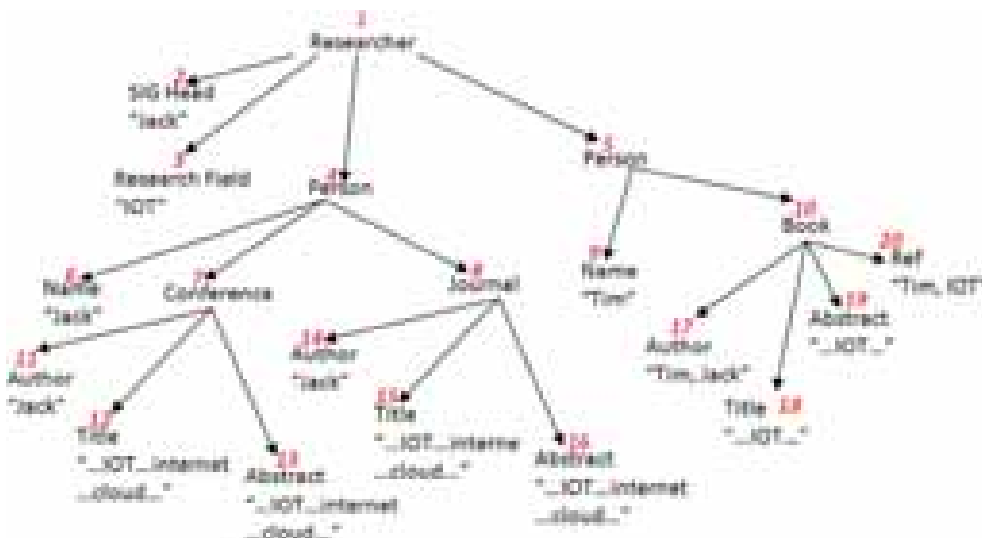 1
Researcher
2
SIG Head
"Jack"
3
Research Field
"IOT"
4
Person
5
Person
6
Name
"Jack"
7
Conference
8
Journal
9
Name
"Tim"
10
Book
20
Ref
"Tim, IOT"
11
Author
"Jack"
12
Title
"...IOT...internet
...cloud..."
13
Abstract
"...IOT...internet
...cloud..."
14
Author
"Jack"
15
Title
"...IOT...interne
...cloud..."
16
Abstract
"...IOT...internet
...cloud..."
17
Author
"Tim, Jack"
Title 18
"...IOT..."
19
Abstract
"...IOT..."